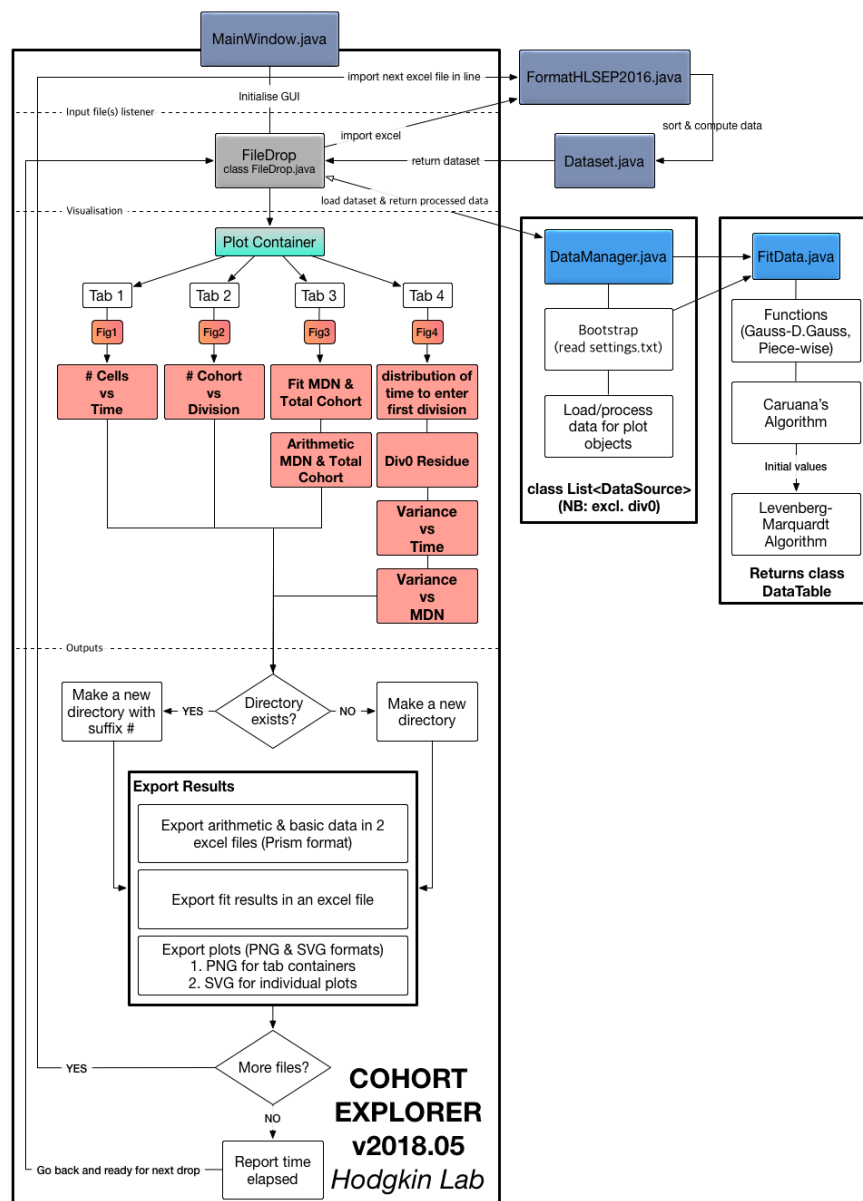 MainWindow.java
import next excel file in line
FormatHLSEP2016.java
Initialise GUI
Input file(s) listener
import excel
sort & compute data
FileDrop
class FileDrop.java
return dataset
Dataset.java
load dataset & return processed data
Visualisation
Plot Container
DataManager.java
FitData.java
Tab 1
Tab 2
Tab 3
Tab 4
Fig1
Fig2
Fig3
Fig4
# Cells
vs
Time
# Cohort
vs
Division
Fit MDN &
Total Cohort
distribution of
time to enter
first division
Arithmetic
MDN & Total
Cohort
Div0 Residue
Variance
vs
Time
Variance
vs
MDN
Bootstrap
(read settings.txt)
Load/process
data for plot
objects
class List<DataSource>
(NB: excl. div0)
Functions
(Gauss-D.Gauss,
Piece-wise)
Caruana's
Algorithm
Initial values
Levenberg-
Marquardt
Algorithm
Returns class
DataTable
Outputs
Make a new
directory with
suffix #
YES
Directory
exists?
NO
Make a new
directory
Export Results
Export arithmetic & basic data in 2
excel files (Prism format)
Export fit results in an excel file
Export plots (PNG & SVG formats)
1. PNG for tab containers
2. SVG for individual plots
YES
More files?
NO
Go back and ready for next drop
Report time
elapsed
COHORT
EXPLORER
v2018.05
Hodgkin Lab